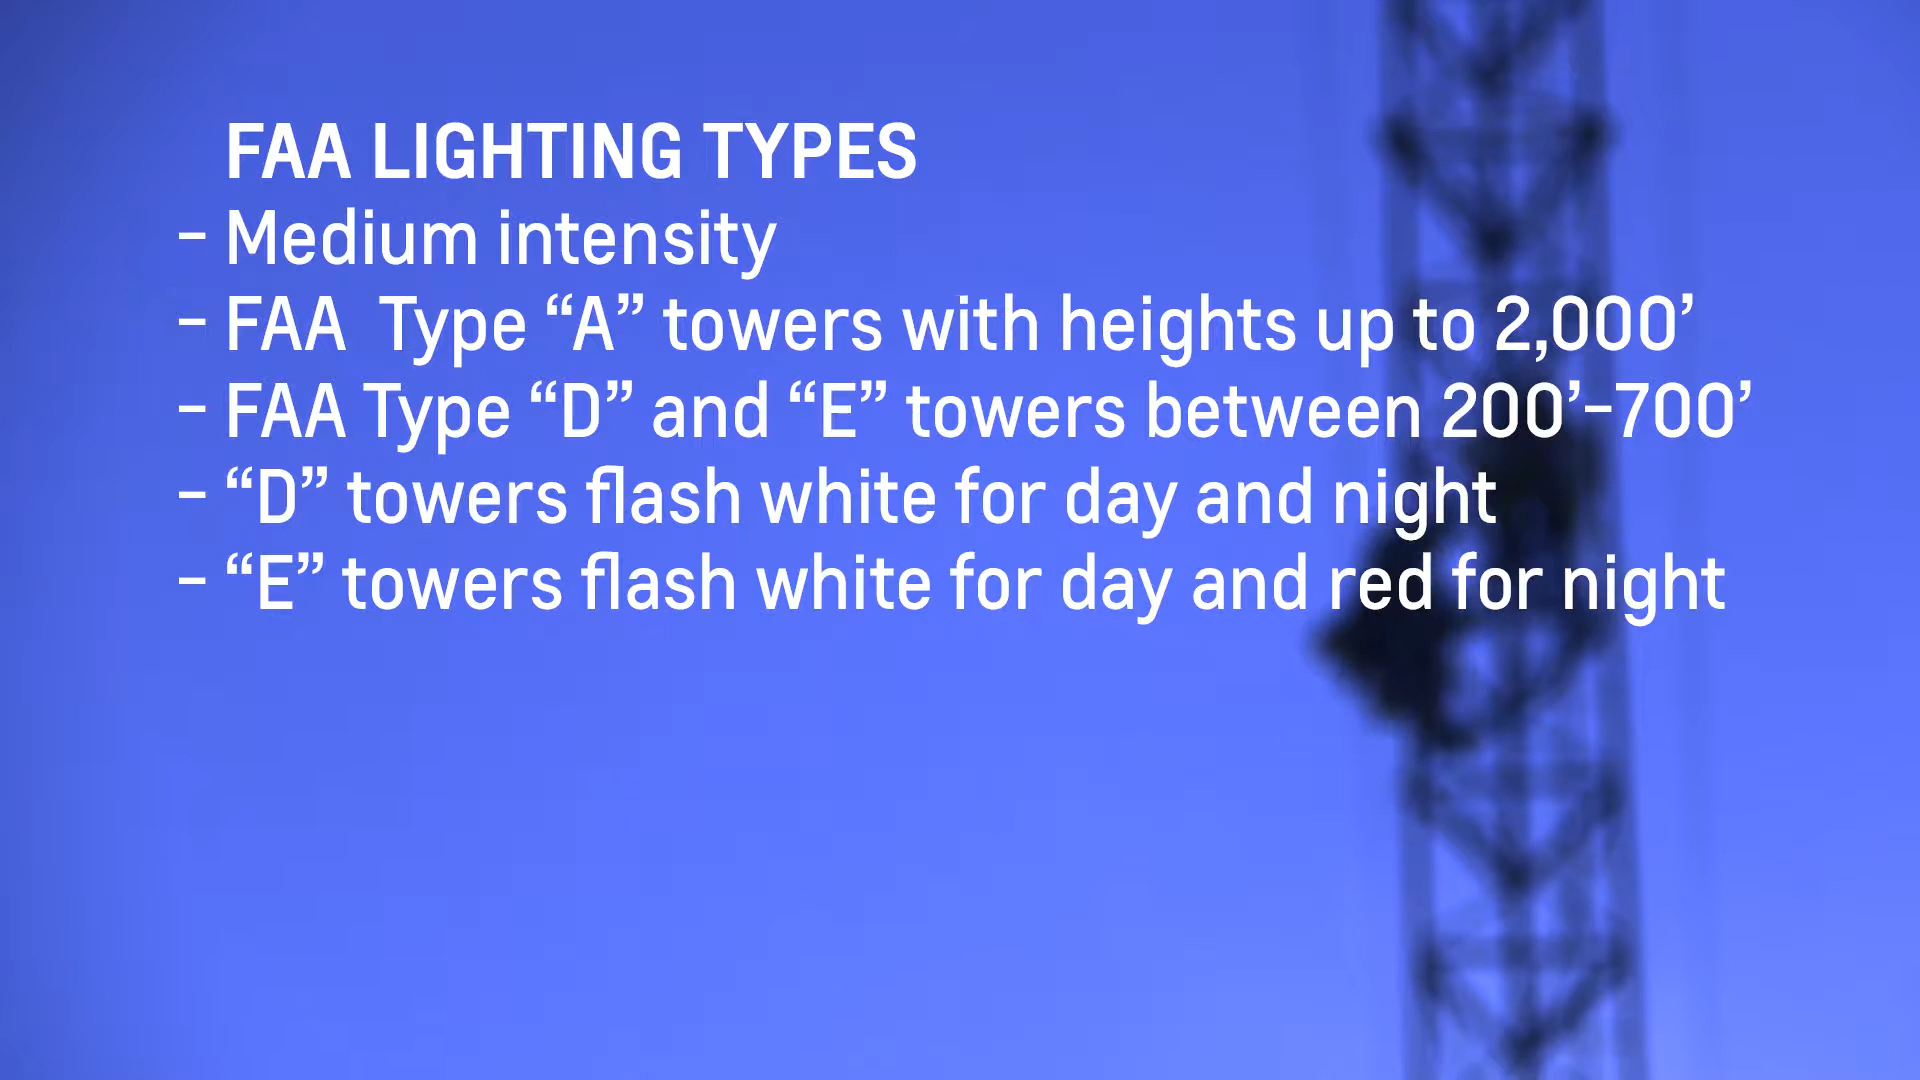 FAA LIGHTING TYPES
- Medium intensity
- FAA  Type “A” towers with heights up to 2,000’
- FAA Type “D” and “E” towers between 200’-700’
- “D” towers flash white for day and night
- “E” towers flash white for day and red for night